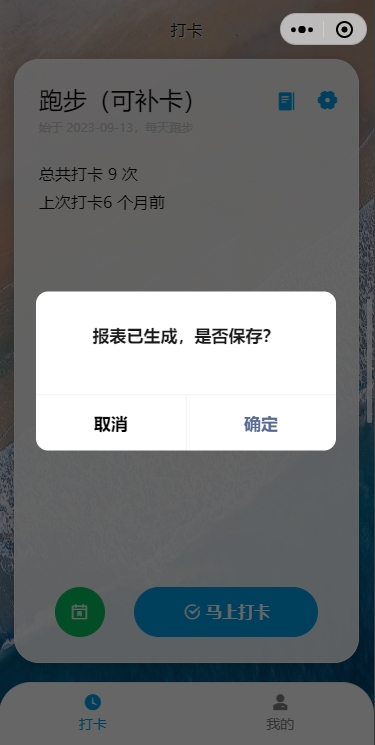 打卡
跑步（可补卡）
始于 2023-09-13，每天跑步
总共打卡 9 次
上次打卡6 个月前
报表已生成，是否保存？
取消
确定
马上打卡
打卡
我的